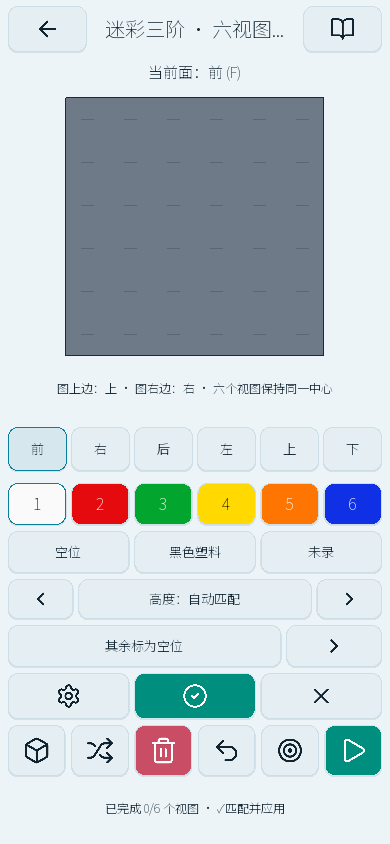 迷彩三阶 · 六视图...
当前面：前 (F)
图上边：上 · 图右边：右 · 六个视图保持同一中心
前 右 后 左 上 下
1 2 3 4 5 6
空位 黑色塑料 未录
高度：自动匹配
其余标为空位
已完成 0/6 个视图 · ✓匹配并应用